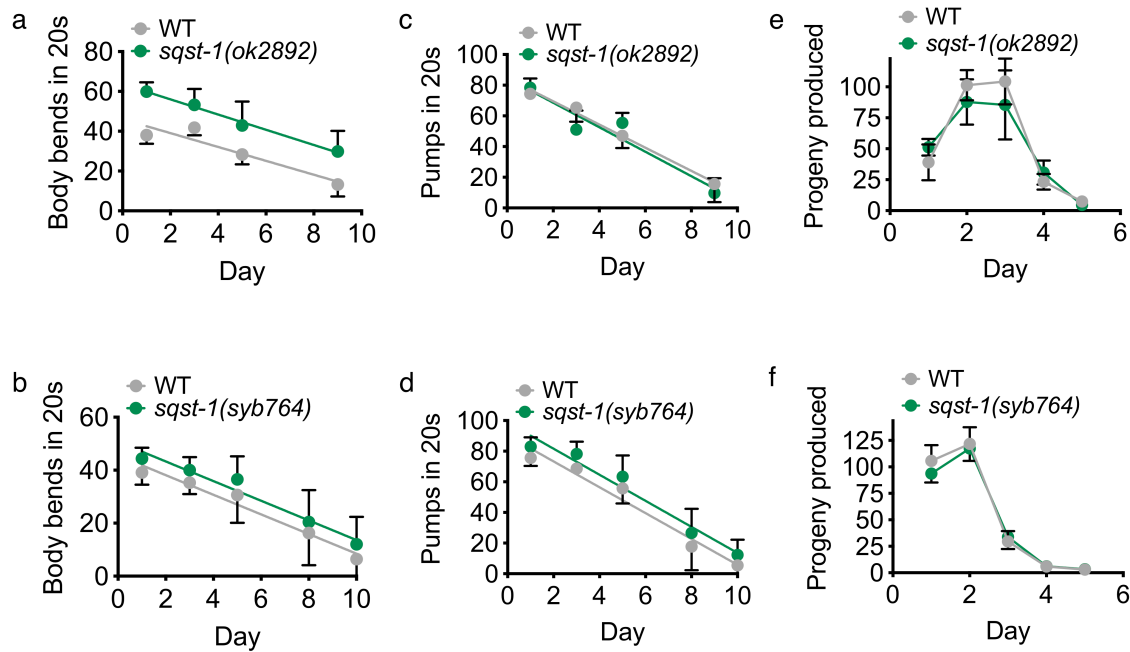 a
WT
sqst-1(ok2892)
Body bends in 20s
80
60
40
20
0
0 2 4 6 8 10
Day
c
WT
sqst-1(ok2892)
Pumps in 20s
100
80
60
40
20
0
0 2 4 6 8 10
Day
e
WT
sqst-1(ok2892)
Progeny produced
100
75
50
25
0
0 2 4 6
Day
b
WT
sqst-1(syb764)
Body bends in 20s
60
40
20
0
0 2 4 6 8 10
Day
d
WT
sqst-1(syb764)
Pumps in 20s
100
80
60
40
20
0
0 2 4 6 8 10
Day
f
WT
sqst-1(syb764)
Progeny produced
125
100
75
50
25
0
0 2 4 6
Day